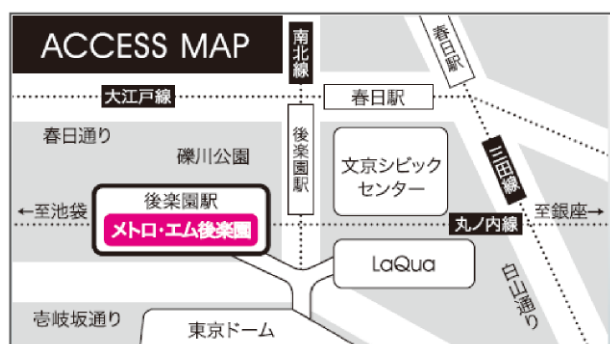 ACCESS MAP
南北線
春日駅
大江戸線
春日駅
春日通り
礫川公園
後楽園駅
文京シビック
センター
三田線
後楽園駅
←至池袋
メトロ・エム後楽園
丸ノ内線
至銀座→
LaQua
白山通り
壱岐坂通り
東京ドーム